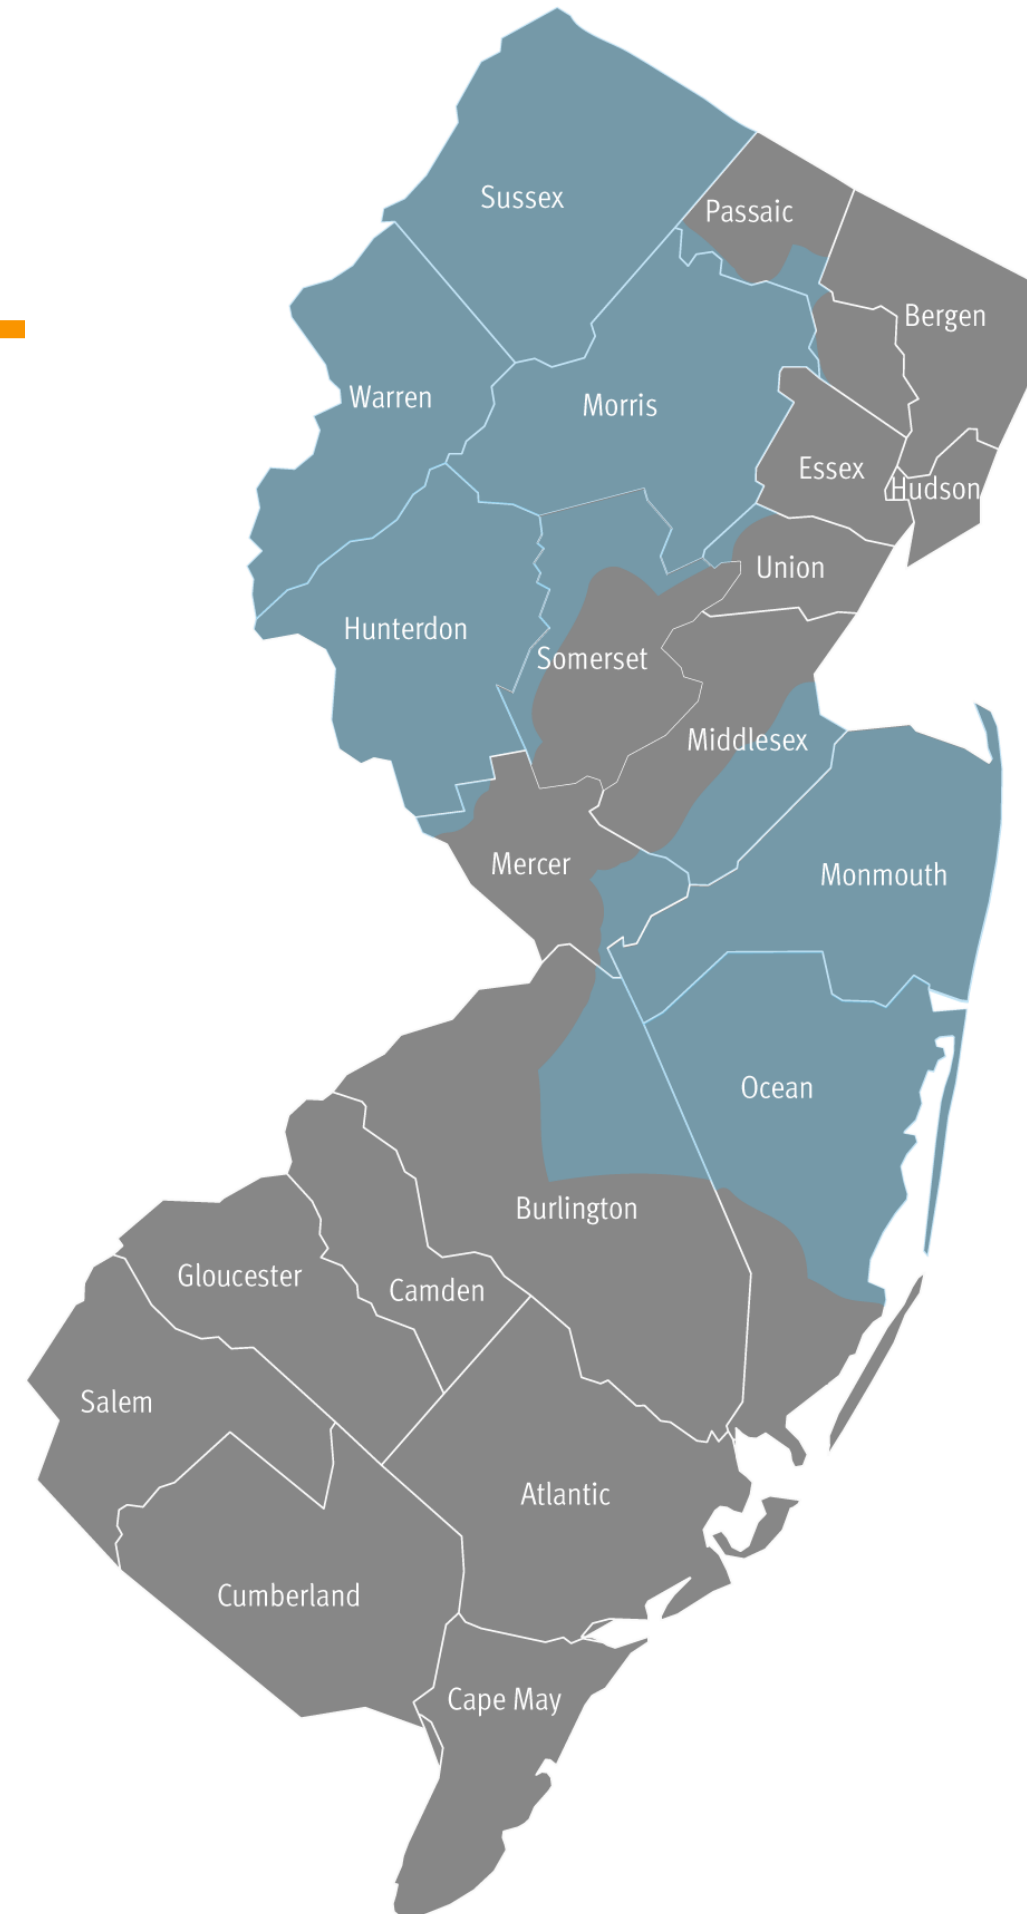 Sussex
Passaic
Bergen
Warren
Morris
Essex
Hudson
Union
Hunterdon
Somerset
Middlesex
Mercer
Monmouth
Ocean
Burlington
Gloucester
Camden
Salem
Atlantic
Cumberland
Cape May